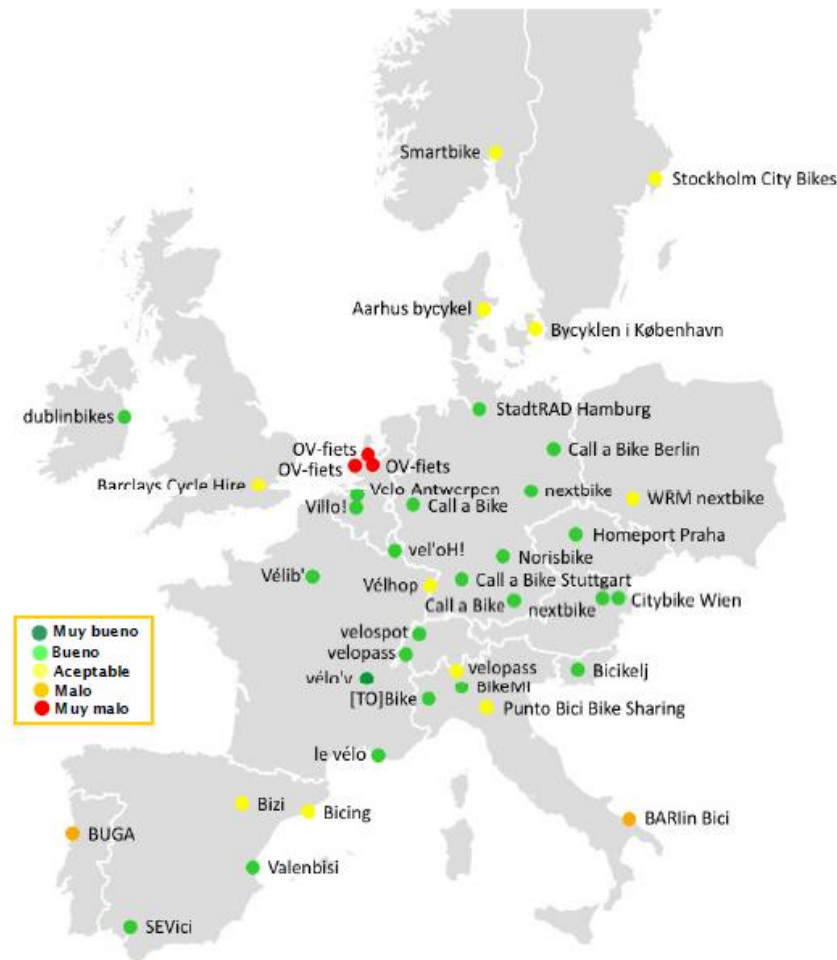 Smartbike
Stockholm City Bikes
Aarhus bycykel
Bycyklen i København
dublinbikes
StadtRAD Hamburg
OV-fiets
Call a Bike Berlin
OV-fiets
OV-fiets
Barclays Cycle Hire
Velo Antwerpen
nextbike
WRM nextbike
Villo!
Call a Bike
Homeport Praha
vel'oH!
Norisbike
Vélib'
Vélhop
Call a Bike Stuttgart
Call a Bike
nextbike
Citybike Wien
Muy bueno
Bueno
Aceptable
Malo
Muy malo
velospot
velopass
velopass
Bicikelj
vélo'v
BikeMI
[TO]Bike
Punto Bici Bike Sharing
le vélo
Bizi
Bicing
BARIin Bici
BUGA
Valenbisi
SEVici